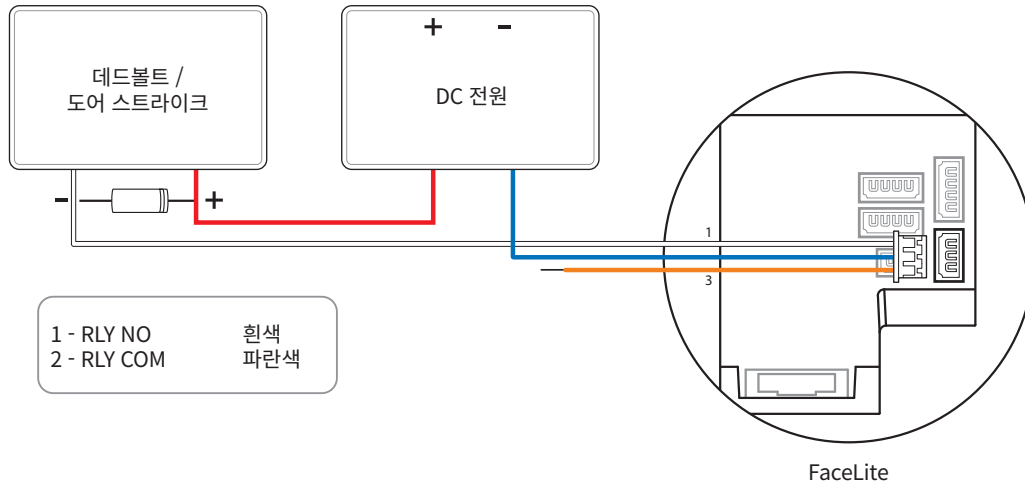 + -
데드볼트 /
도어 스트라이크
DC 전원
- +
1
3
1 - RLY NO 흰색
2 - RLY COM 파란색
FaceLite